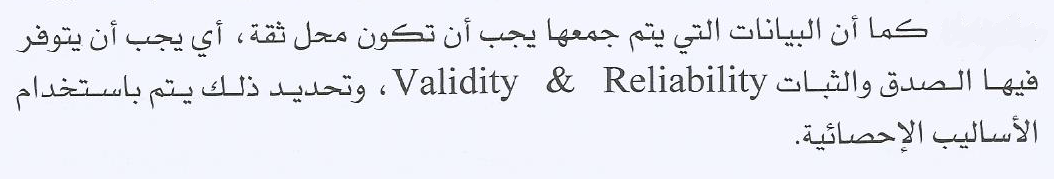 كما أن البيانات التي يتم جمعها يجب أن تكون محل ثقة، أي يجب أن يتوفر
فيها الصدق والثبات Validity & Reliability، وتحديد ذلك يتم باستخدام
الأساليب الإحصائية.